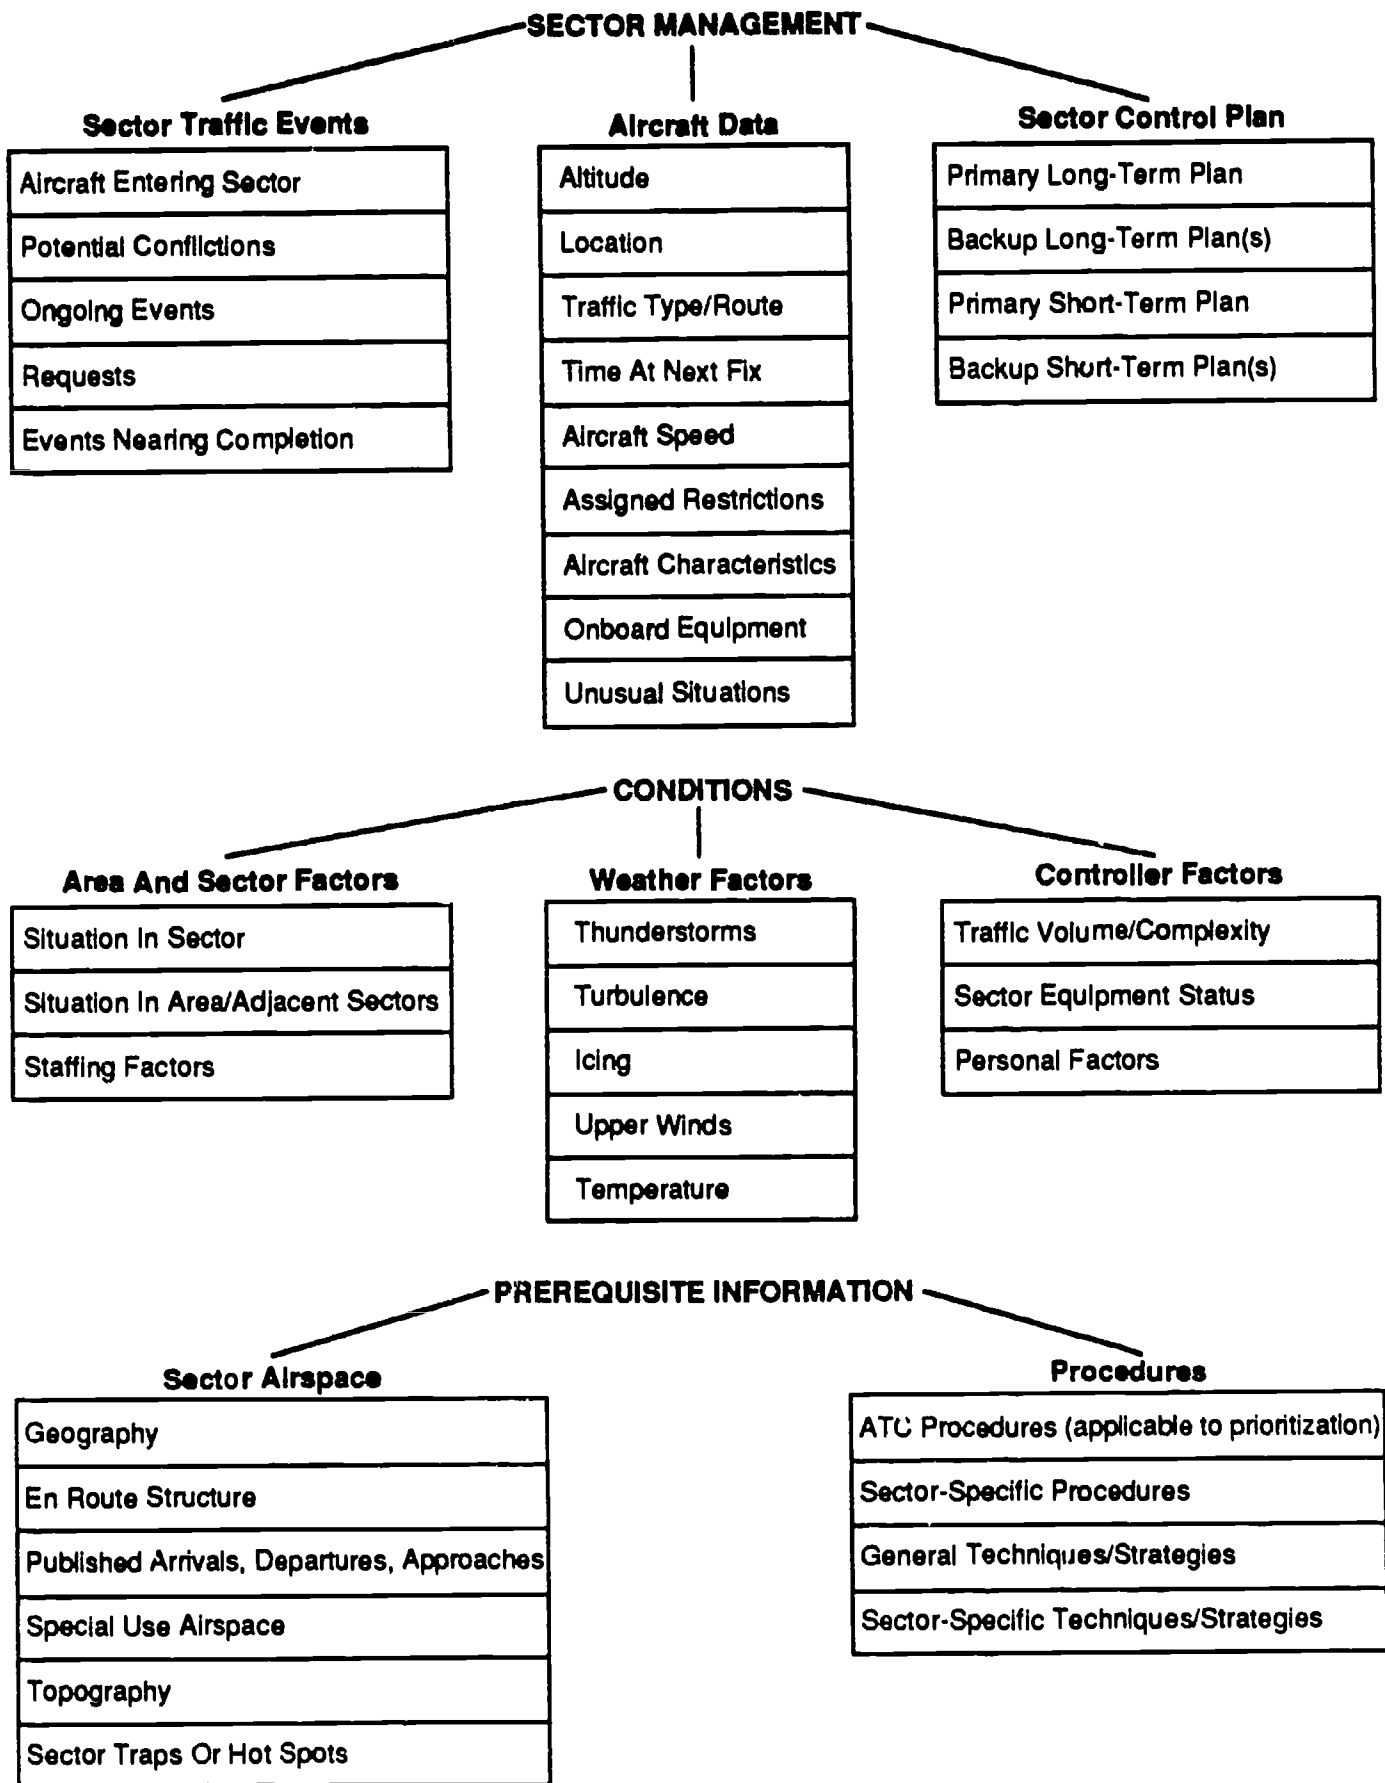 SECTOR MANAGEMENT
Sector Traffic Events
Aircraft Entering Sector
Potential Conflictions
Ongoing Events
Requests
Events Nearing Completion
Aircraft Data
Altitude
Location
Traffic Type/Route
Time At Next Fix
Aircraft Speed
Assigned Restrictions
Aircraft Characteristics
Onboard Equipment
Unusual Situations
Sector Control Plan
Primary Long-Term Plan
Backup Long-Term Plan(s)
Primary Short-Term Plan
Backup Short-Term Plan(s)
CONDITIONS
Area And Sector Factors
Situation In Sector
Situation In Area/Adjacent Sectors
Staffing Factors
Weather Factors
Thunderstorms
Turbulence
Icing
Upper Winds
Temperature
Controller Factors
Traffic Volume/Complexity
Sector Equipment Status
Personal Factors
PREREQUISITE INFORMATION
Sector Airspace
Geography
En Route Structure
Published Arrivals, Departures, Approaches
Special Use Airspace
Topography
Sector Traps Or Hot Spots
Procedures
ATC Procedures (applicable to prioritization)
Sector-Specific Procedures
General Techniques/Strategies
Sector-Specific Techniques/Strategies